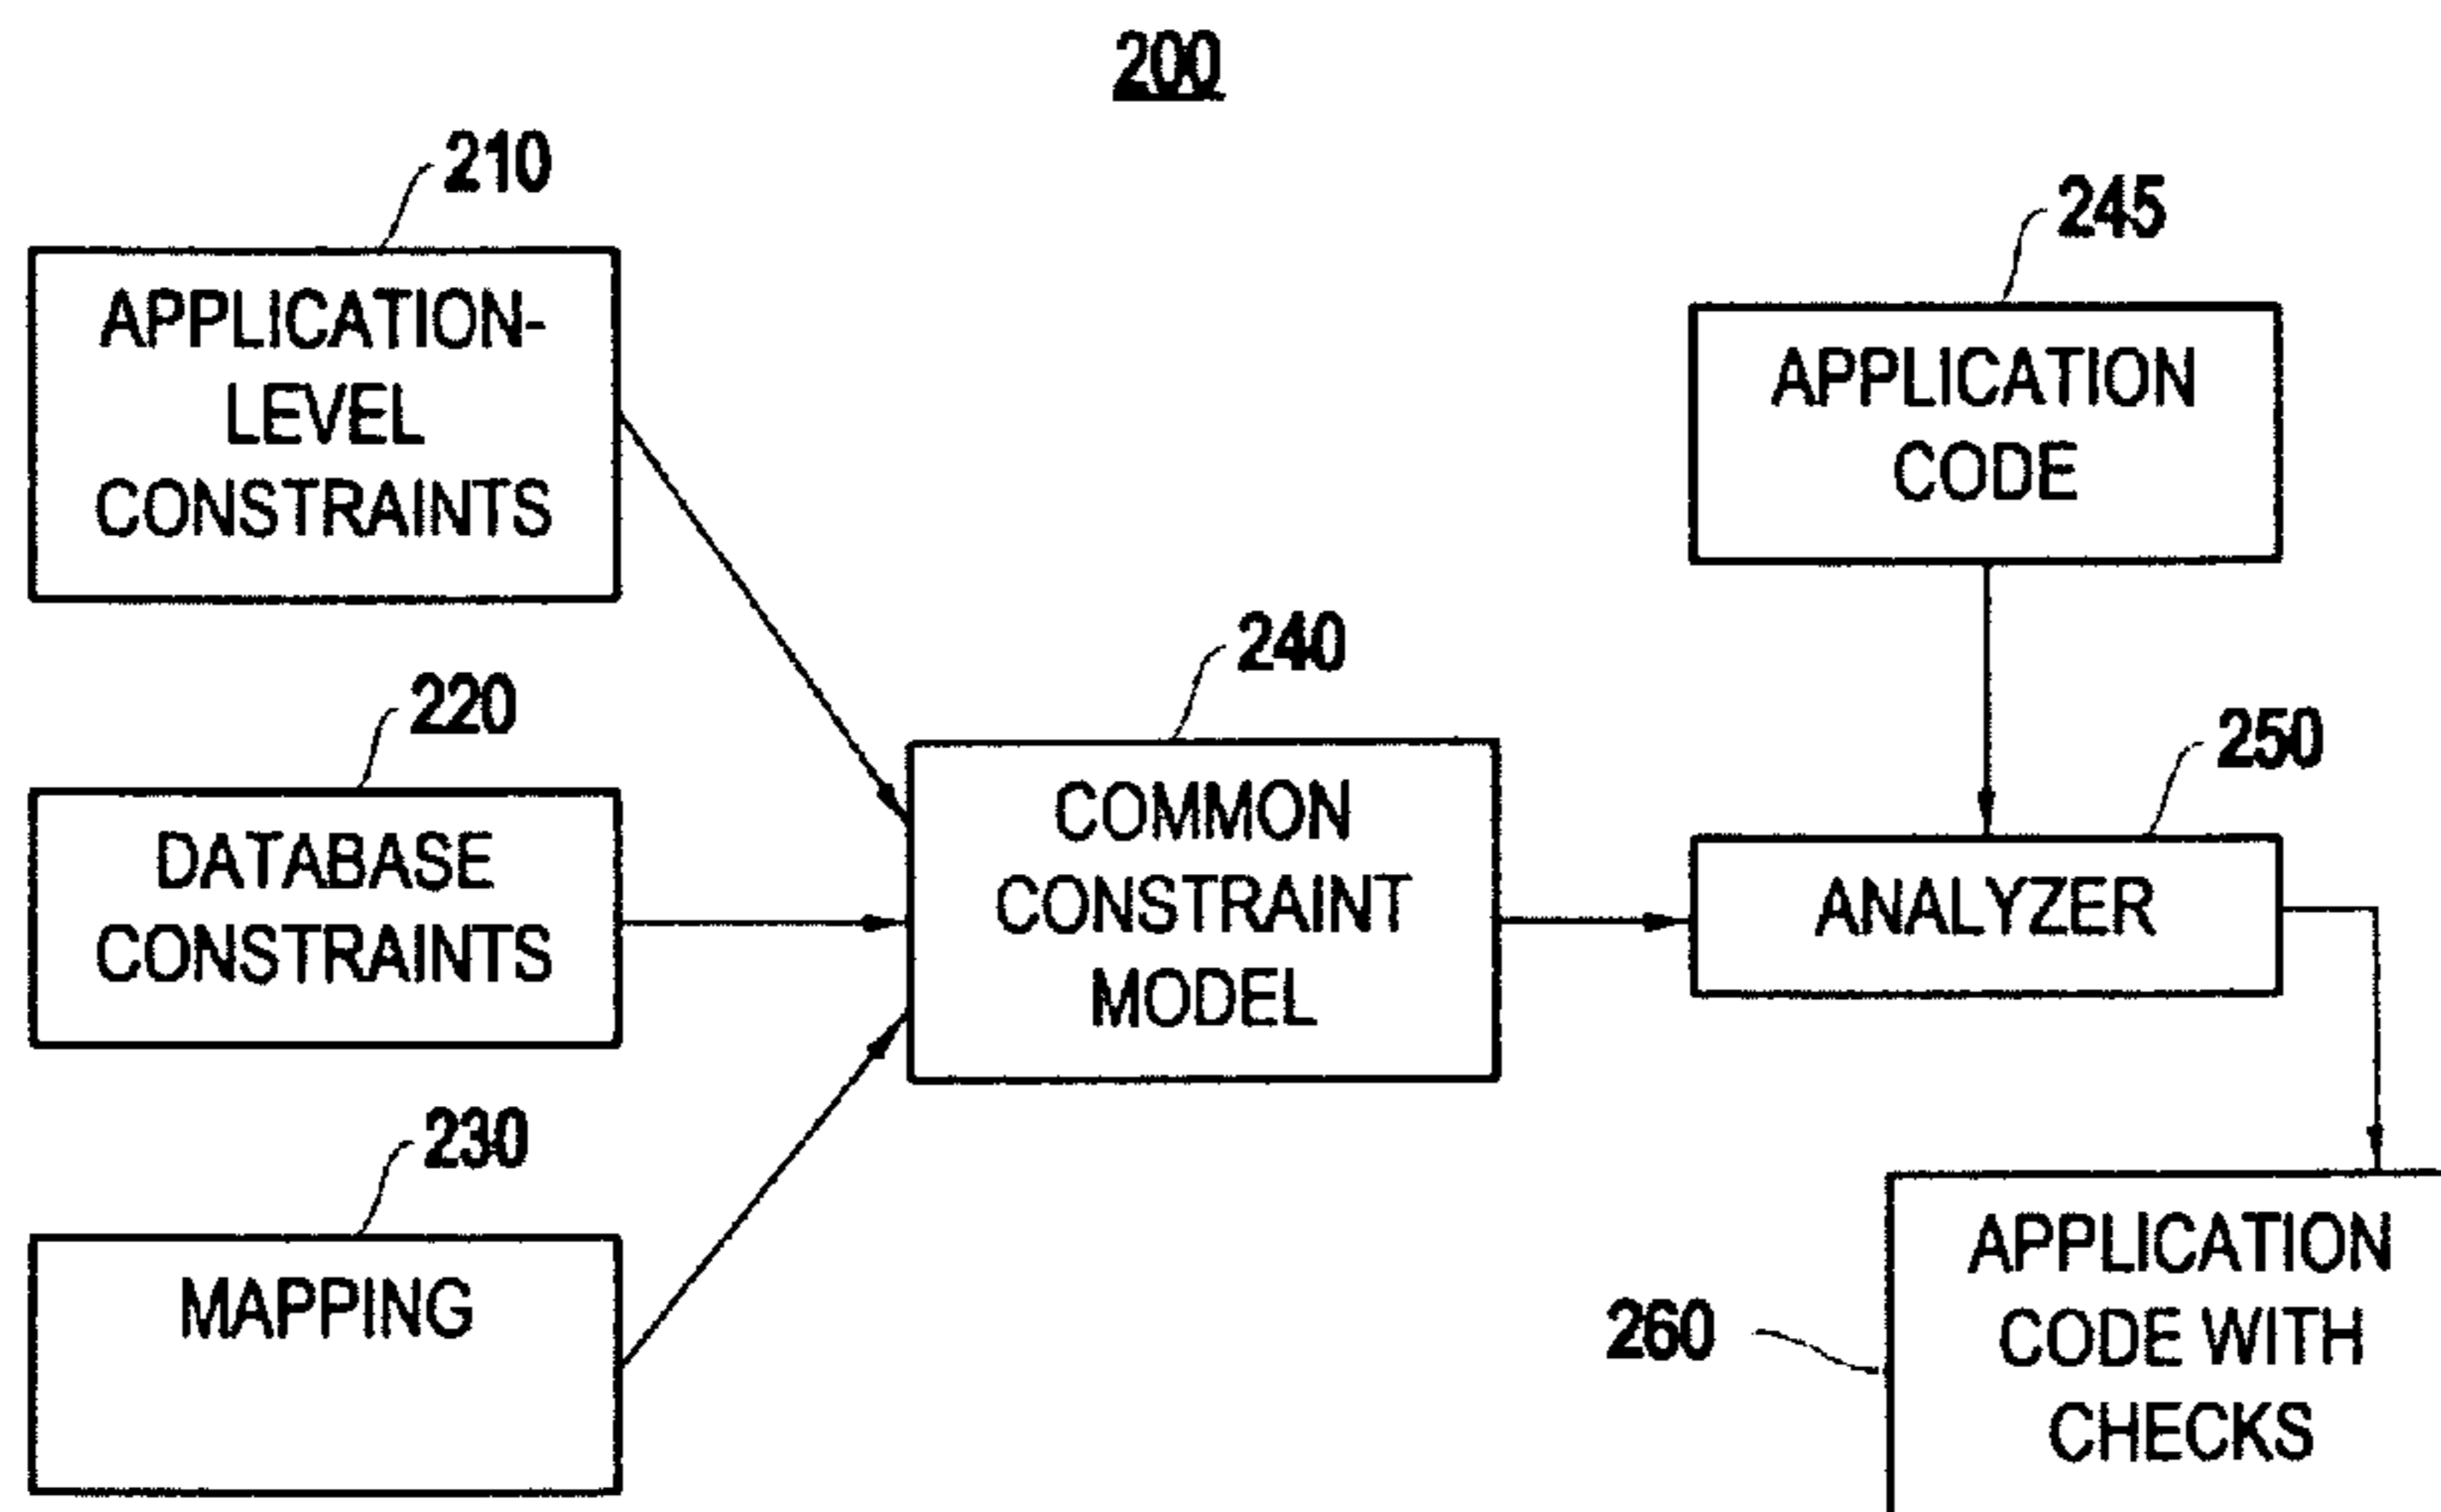 200
210
APPLICATION-
LEVEL
CONSTRAINTS
220
DATABASE
CONSTRAINTS
230
MAPPING
240
COMMON
CONSTRAINT
MODEL
245
APPLICATION
CODE
250
ANALYZER
260
APPLICATION
CODE WITH
CHECKS